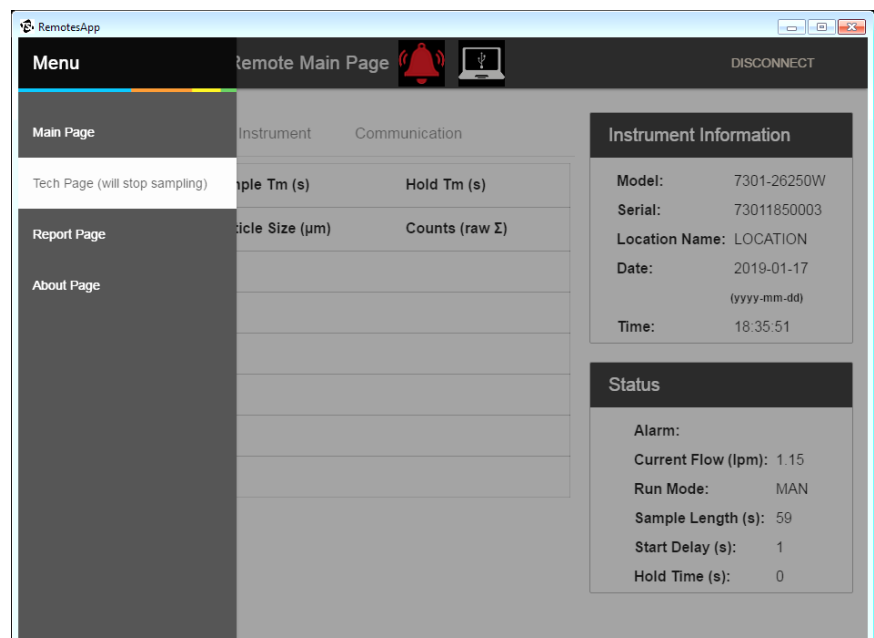 RemotesApp
Menu
Remote Main Page
DISCONNECT
Main Page
Tech Page (will stop sampling)
Report Page
About Page
Instrument Communication
Hold Tm (s)
Tm (s)
Size (µm)
Counts (raw Σ)
Instrument Information
Model: 7301-26250W
Serial: 73011850003
Location Name: LOCATION
Date: 2019-01-17
(yyyy-mm-dd)
Time: 18:35:51
Status
Alarm:
Current Flow (lpm): 1.15
Run Mode: MAN
Sample Length (s): 59
Start Delay (s): 1
Hold Time (s): 0